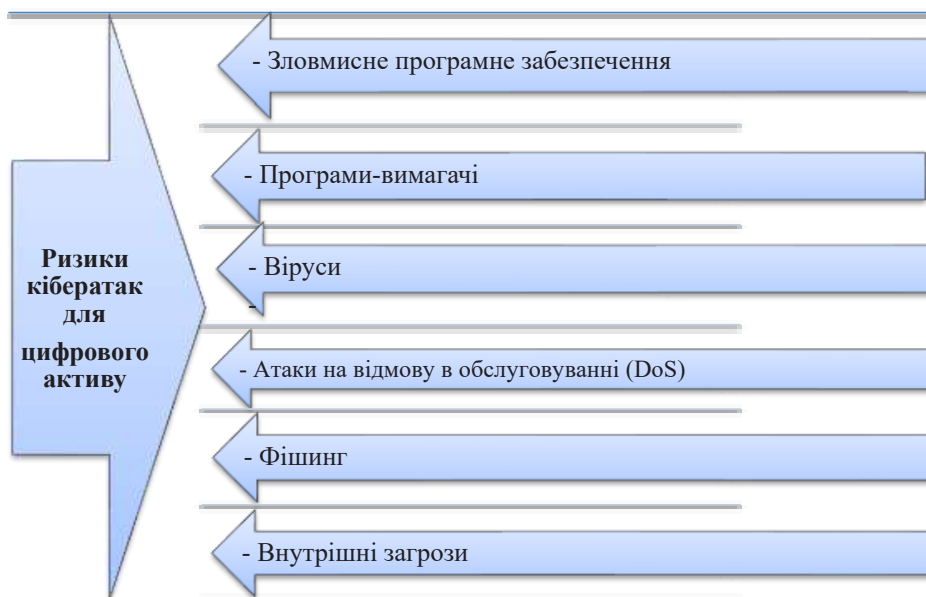 - Зловмисне програмне забезпечення
- Програми-вимагачі
- Віруси
-
- Атаки на відмову в обслуговуванні (DoS)
- Фішинг
- Внутрішні загрози
Ризики
кібератак
для
цифрового
активу